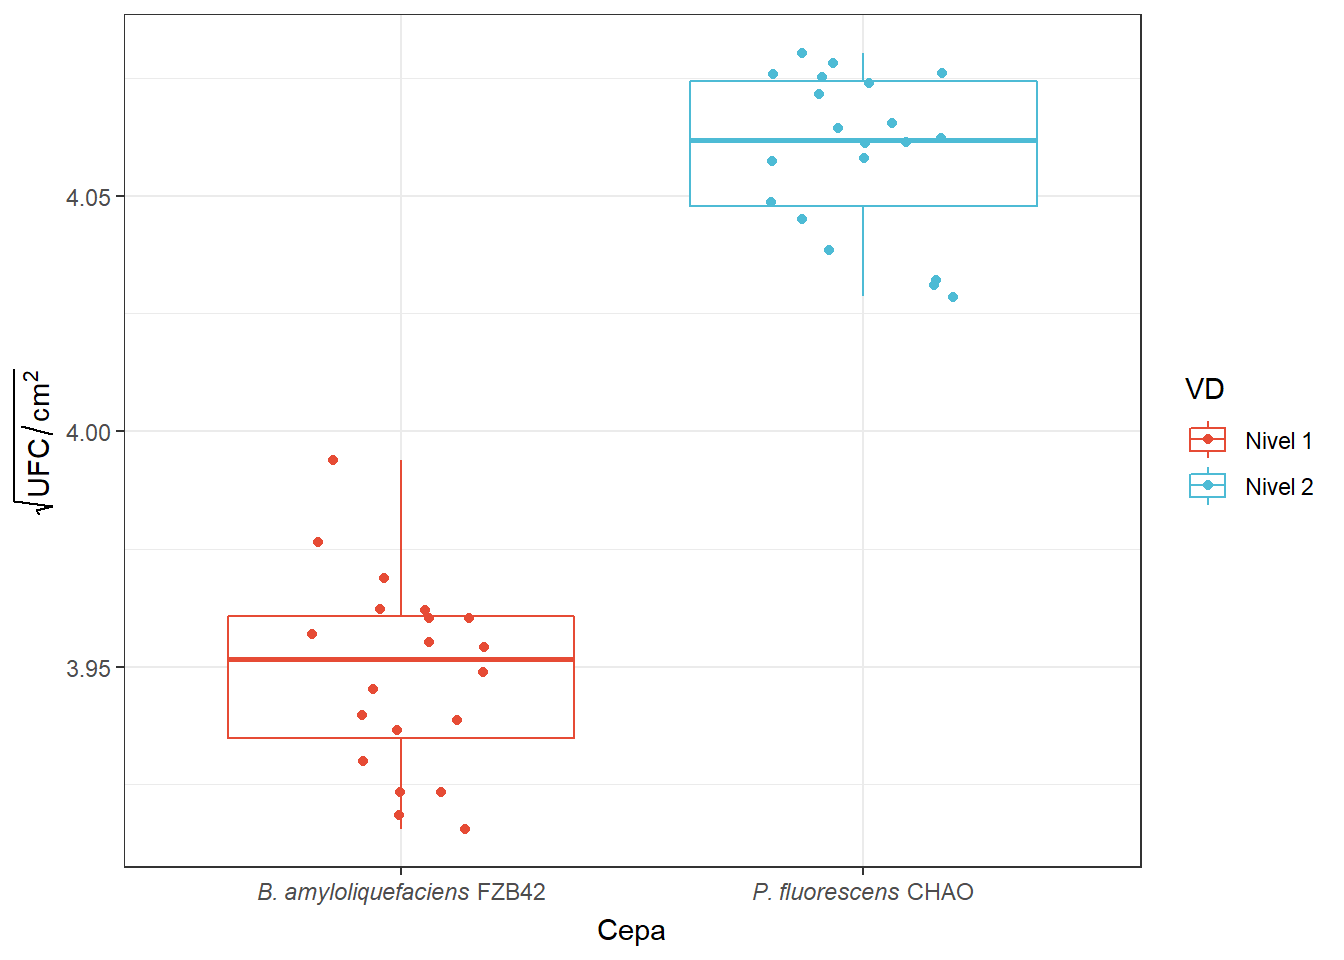 √UFC/cm²
4.05
4.00
3.95
B. amyloliquefaciens FZB42
P. fluorescens CHAO
Cepa
VD
Nivel 1
Nivel 2